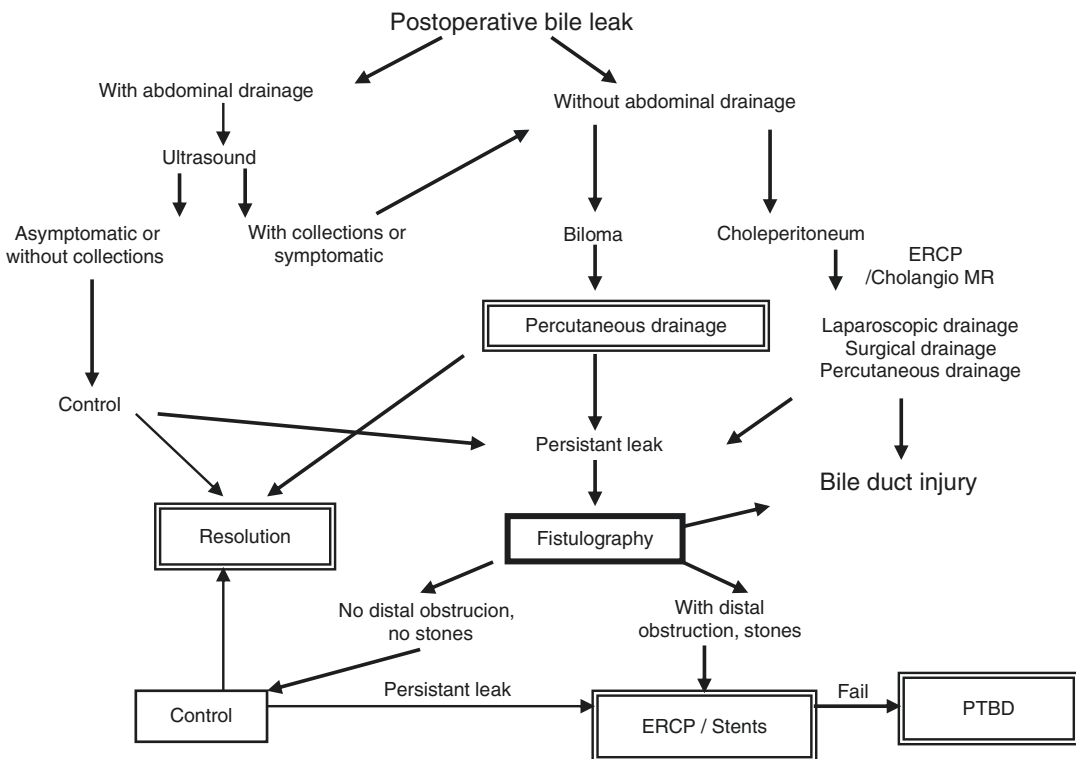 Postoperative bile leak
With abdominal drainage
Without abdominal drainage
Ultrasound
Asymptomatic or
without collections
With collections or
symptomatic
Biloma
Choleperitoneum
ERCP
/Cholangio MR
Percutaneous drainage
Laparoscopic drainage
Surgical drainage
Percutaneous drainage
Control
Persistant leak
Bile duct injury
Resolution
Fistulography
No distal obstrucion,
no stones
With distal
obstruction, stones
Control
Persistant leak
ERCP / Stents
Fail
PTBD